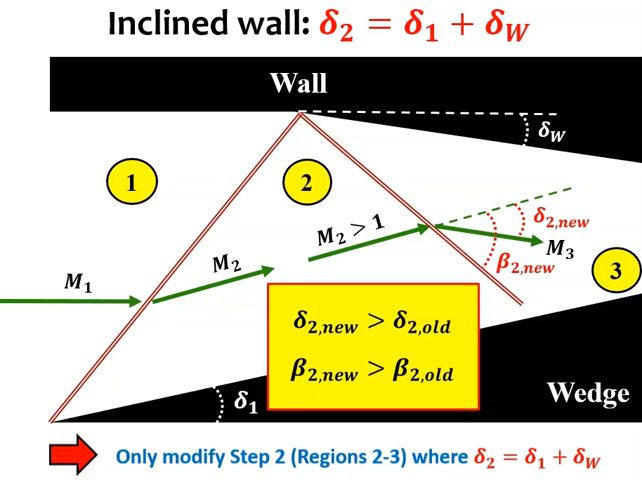 Inclined wall: δ₂ = δ₁ + δ_W
Wall
δ_W
1
2
M₂ > 1
δ₂,new
M₃
β₂,new
M₂
M₁
3
δ₂,new > δ₂,old
β₂,new > β₂,old
δ₁
Wedge
Only modify Step 2 (Regions 2-3) where δ₂ = δ₁ + δ_W